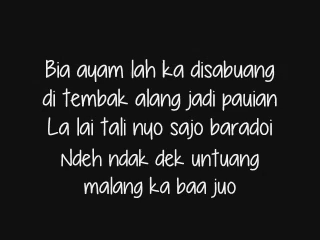 Bia ayam lah ka disabuang
di tembak alang jadi pauian
La lai tali nyo sajo baradoi
Ndeh ndak dek untuang
malang ka baa juo